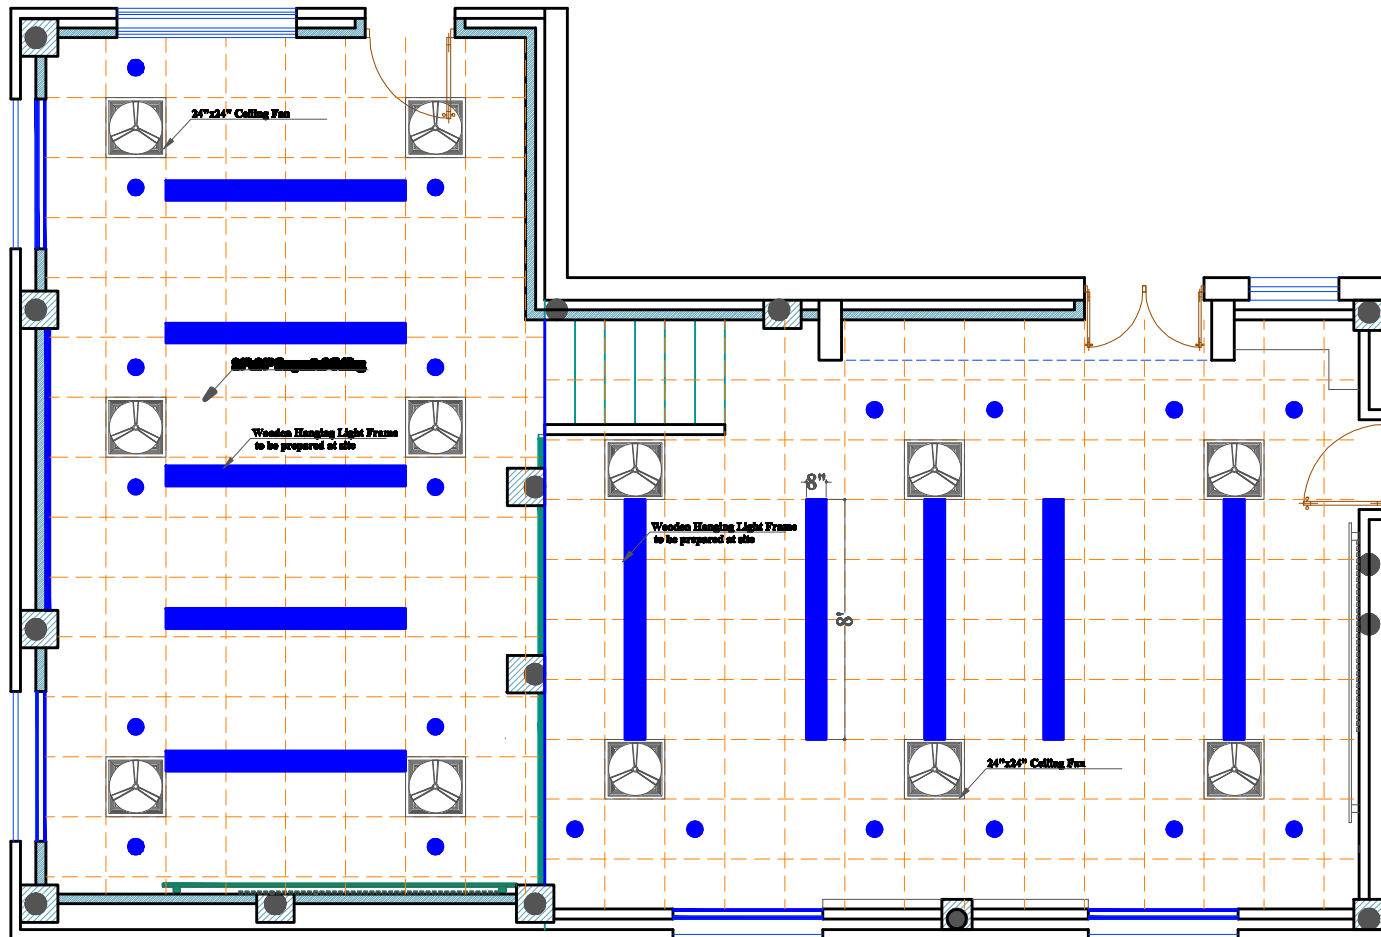 24"x24" Ceiling Fan
Wooden Hanging Light Frame
to be prepared at site
8"
Wooden Hanging Light Frame
to be prepared at site
8'
24"x24" Ceiling Fan